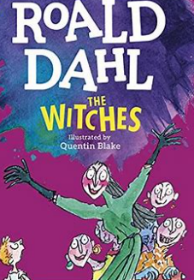 ROALD
DAHL
THE
WITCHES
Illustrated by
Quentin Blake